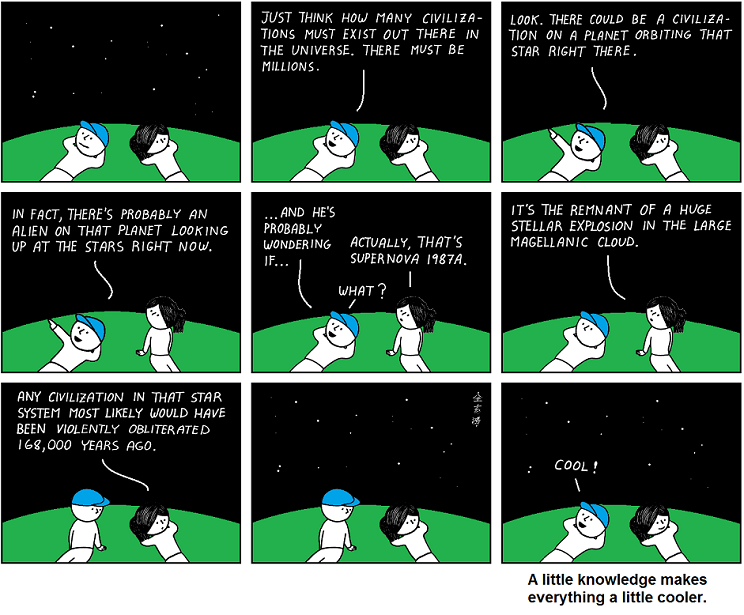 JUST THINK HOW MANY CIVILIZA-
TIONS MUST EXIST OUT THERE IN
THE UNIVERSE. THERE MUST BE
MILLIONS.
LOOK. THERE COULD BE A CIVILIZA-
TION ON A PLANET ORBITING THAT
STAR RIGHT THERE.
IN FACT, THERE'S PROBABLY AN
ALIEN ON THAT PLANET LOOKING
UP AT THE STARS RIGHT NOW.
...AND HE'S
PROBABLY
WONDERING
IF...
WHAT?
ACTUALLY, THAT'S
SUPERNOVA 1987A.
IT'S THE REMNANT OF A HUGE
STELLAR EXPLOSION IN THE LARGE
MAGELLANIC CLOUD.
ANY CIVILIZATION IN THAT STAR
SYSTEM MOST LIKELY WOULD HAVE
BEEN VIOLENTLY OBLITERATED
168,000 YEARS AGO.
COOL!
A little knowledge makes
everything a little cooler.